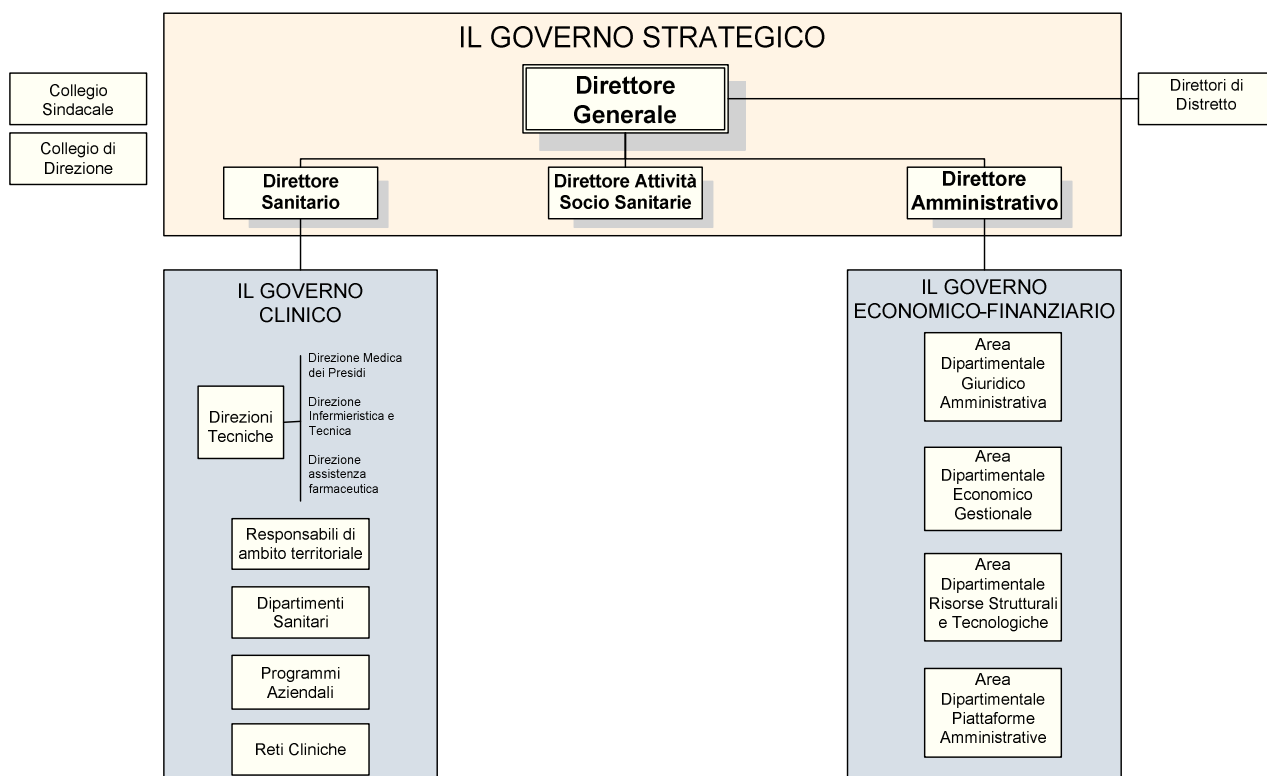 IL GOVERNO STRATEGICO
Direttore
Generale
Collegio
Sindacale
Collegio di
Direzione
Direttori di
Distretto
Direttore
Sanitario
Direttore Attività
Socio Sanitarie
Direttore
Amministrativo
IL GOVERNO
CLINICO
Direzioni
Tecniche
Direzione Medica
dei Presidi
Direzione
Infermieristica e
Tecnica
Direzione
assistenza
farmaceutica
Responsabili di
ambito territoriale
Dipartimenti
Sanitari
Programmi
Aziendali
Reti Cliniche
IL GOVERNO
ECONOMICO-FINANZIARIO
Area
Dipartimentale
Giuridico
Amministrativa
Area
Dipartimentale
Economico
Gestionale
Area
Dipartimentale
Risorse Strutturali
e Tecnologiche
Area
Dipartimentale
Piattaforme
Amministrative